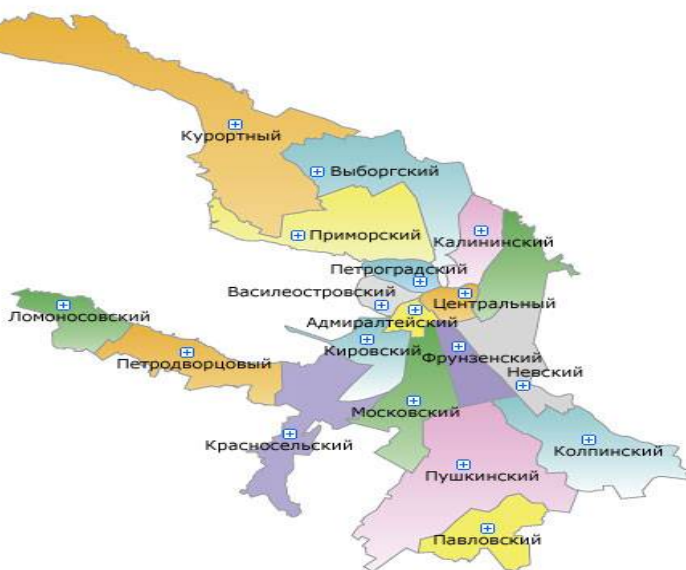 Курортный
Выборгский
Приморский
Калининский
Петроградский
Василеостровский
Центральный
Ломоносовский
Адмиралтейский
Петродворцовый
Кировский
Фрунзенский
Невский
Московский
Красносельский
Колпинский
Пушкинский
Павловский